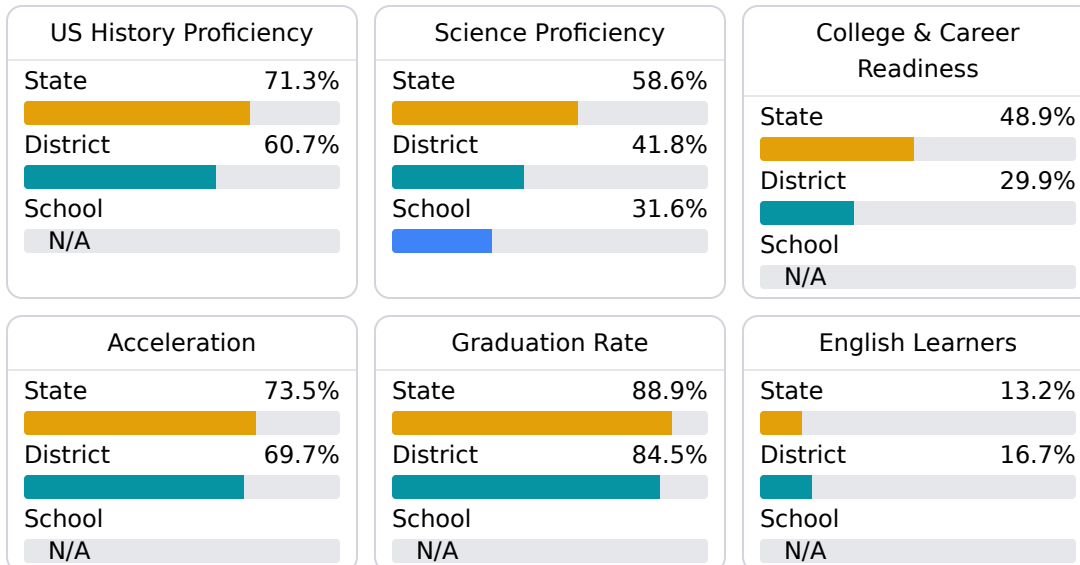 US History Proficiency
State 71.3%
District 60.7%
School
N/A
Science Proficiency
State 58.6%
District 41.8%
School 31.6%
College & Career
Readiness
State 48.9%
District 29.9%
School
N/A
Acceleration
State 73.5%
District 69.7%
School
N/A
Graduation Rate
State 88.9%
District 84.5%
School
N/A
English Learners
State 13.2%
District 16.7%
School
N/A